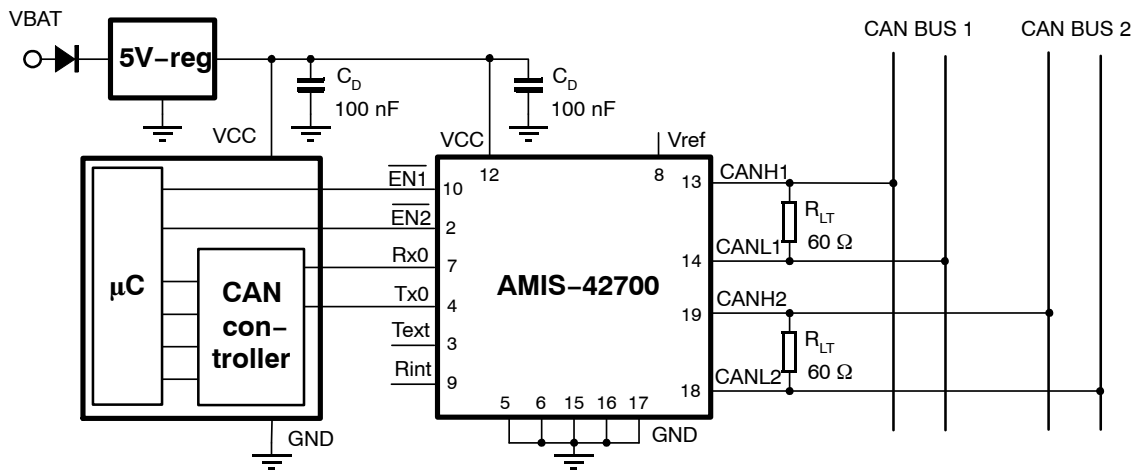 VBAT
5V−reg
CAN BUS 1
CAN BUS 2
C_D
100 nF
C_D
100 nF
VCC
VCC
Vref
12
8
EN1
10
13
CANH1
EN2
2
R_LT
60 Ω
Rx0
7
14
CANL1
μC
CAN
con−
troller
AMIS−42700
Tx0
4
19
CANH2
Text
3
R_LT
60 Ω
Rint
9
18
CANL2
5
6
15
16
17
GND
GND